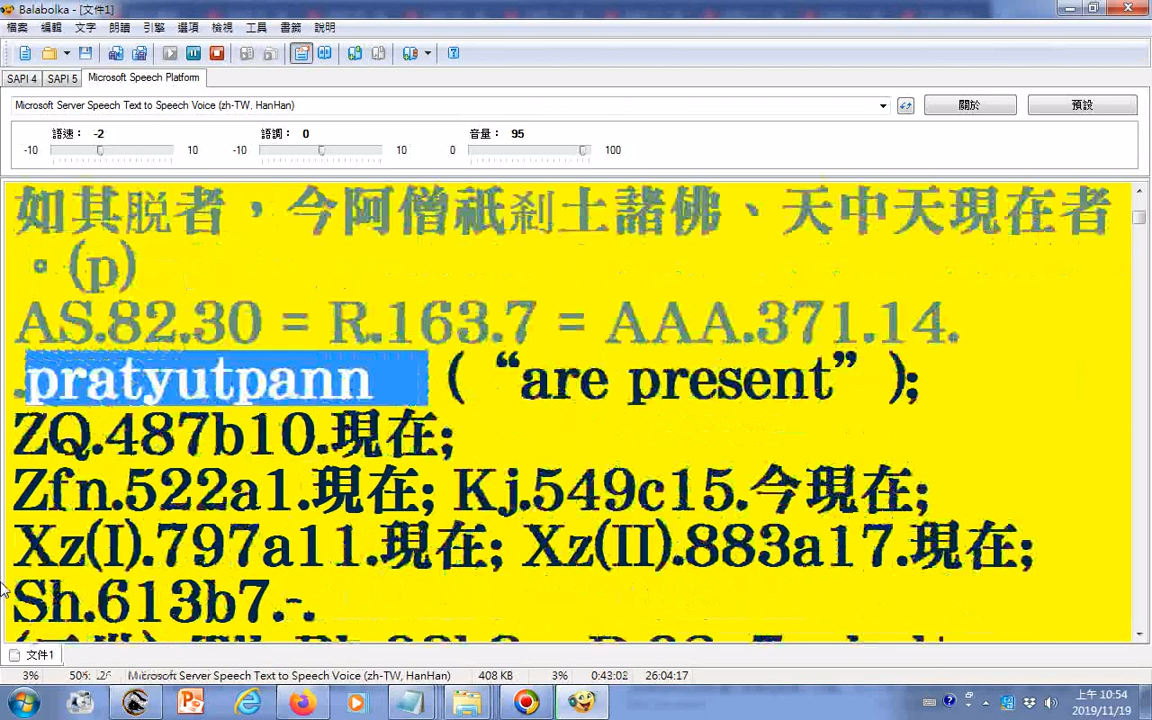 Balabolka - [文件1]
檔案 編輯 文字 朗讀 引擎 選項 檢視 工具 書籤 說明
SAPI 4 SAPI 5 Microsoft Speech Platform
Microsoft Server Speech Text to Speech Voice (zh-TW, HanHan) 關於 預設
語速： -2 語調： 0 音量： 95
-10 10 -10 10 0 100
如其脱者，今阿僧祇剎土諸佛、天中天現在者
。(p)
AS.82.30 = R.163.7 = AAA.371.14.
.pratyutpann (“are present”);
ZQ.487b10.現在;
Zfn.522a1.現在; Kj.549c15.今現在;
Xz(I).797a11.現在; Xz(II).883a17.現在;
Sh.613b7.-.
文件1
3% Microsoft Server Speech Text to Speech Voice (zh-TW, HanHan) 408 KB 3% 0:43:02 26:04:17
上午 10:54
2019/11/19